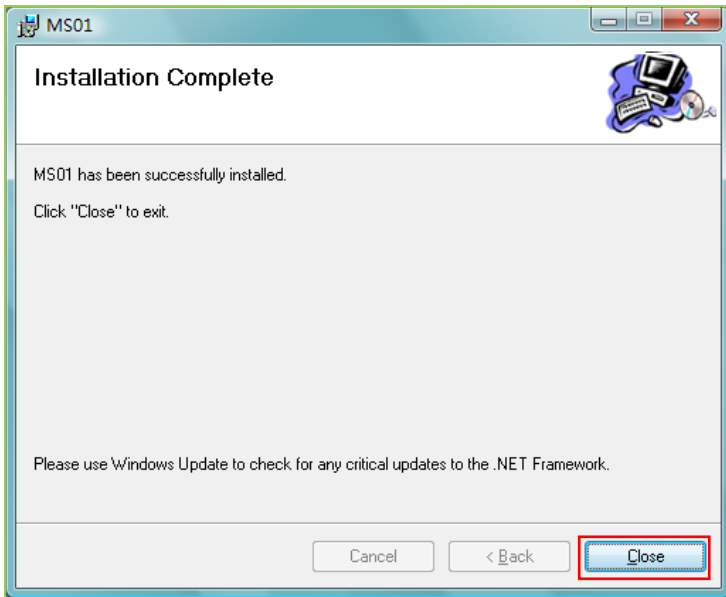 MS01
Installation Complete
MS01 has been successfully installed.
Click "Close" to exit.
Please use Windows Update to check for any critical updates to the .NET Framework.
Cancel
< Back
Close